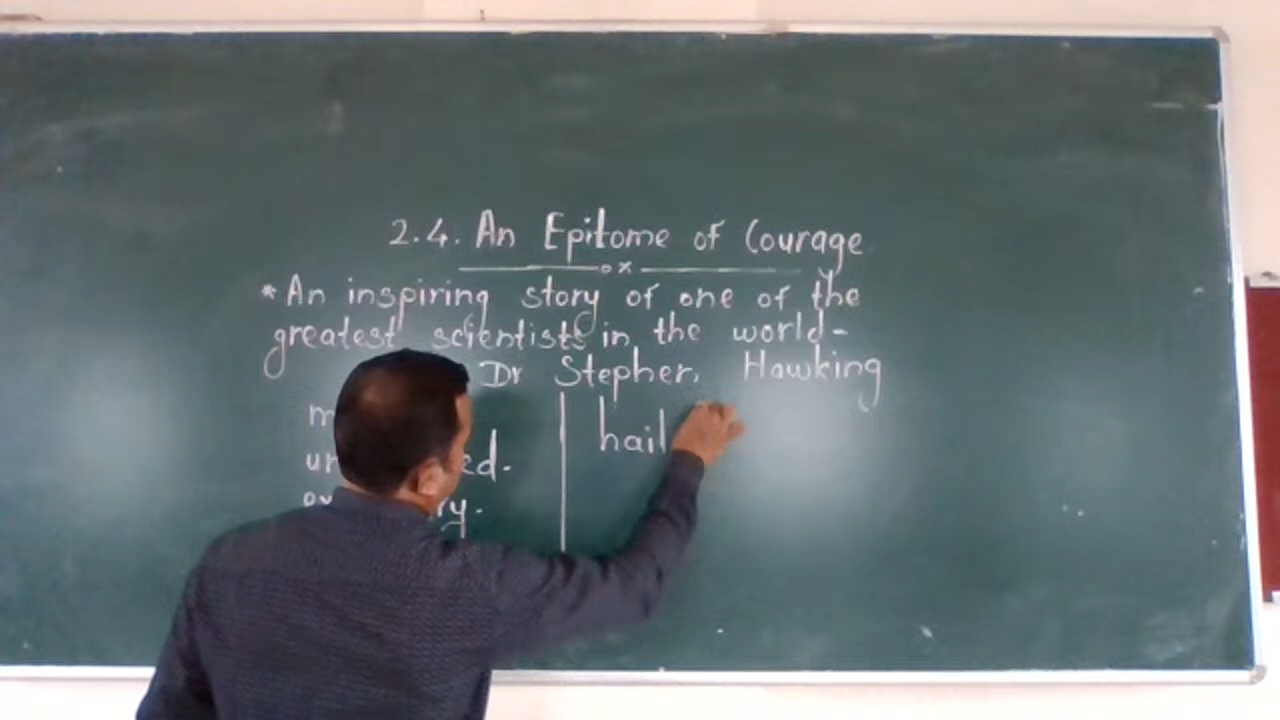 2.4. An Epitome of Courage
* An inspiring story of one of the
greatest scientists in the world-
Dr Stephen Hawking
hail